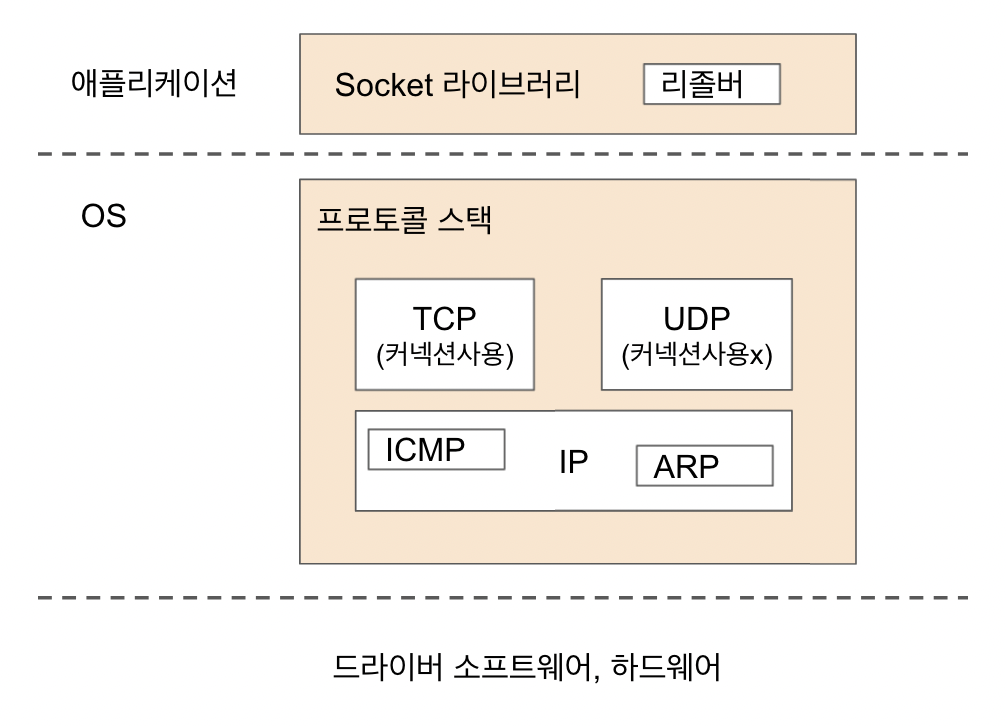 애플리케이션
Socket 라이브러리
리졸버
OS
프로토콜 스택
TCP
(커넥션사용)
UDP
(커넥션사용x)
ICMP
IP
ARP
드라이버 소프트웨어, 하드웨어